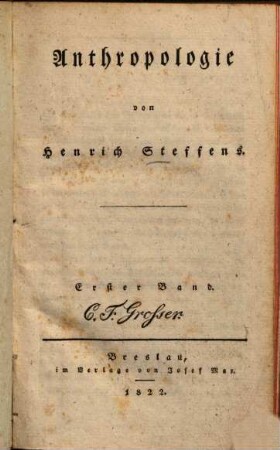 Anthropologie
von
Henrich Steffens.
Erster Band.
C. F. Grosser.
Breslau,
im Verlage von Josef Max.
1822.